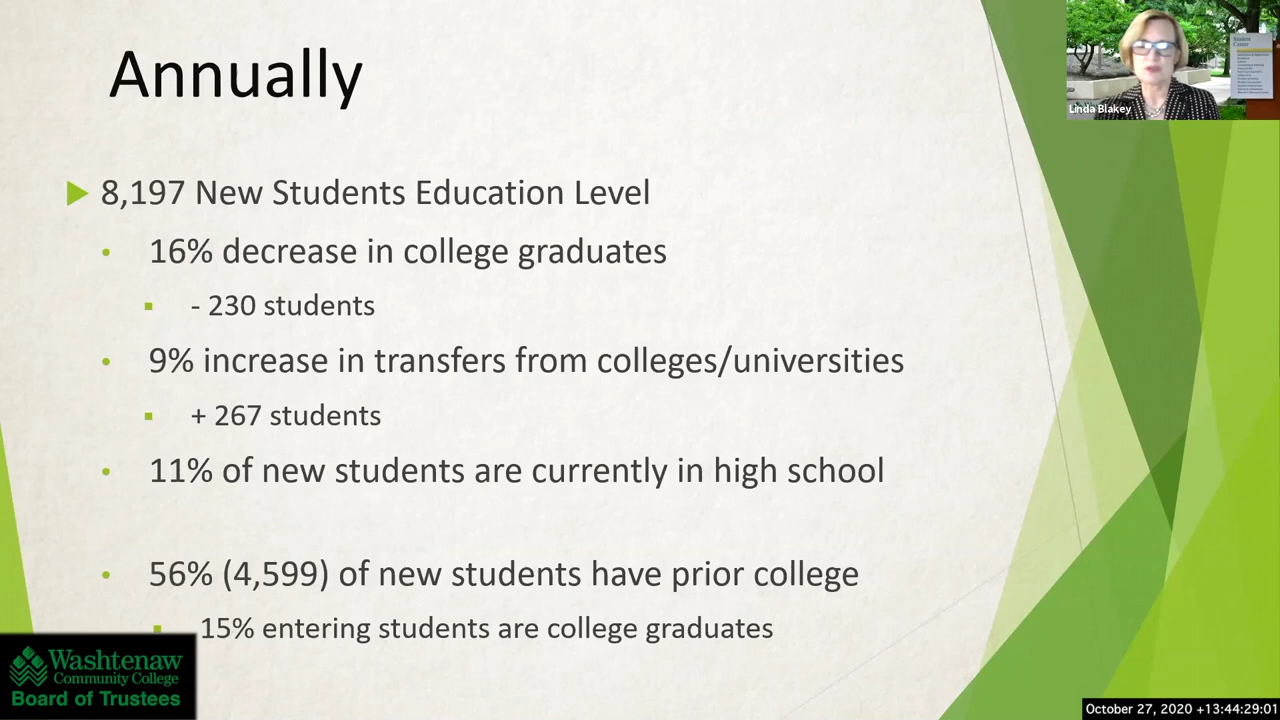 Annually
8,197 New Students Education Level
16% decrease in college graduates
- 230 students
9% increase in transfers from colleges/universities
+ 267 students
11% of new students are currently in high school
56% (4,599) of new students have prior college
15% entering students are college graduates
Student
Center
Linda Blakey
Washtenaw
Community College
Board of Trustees
October 27, 2020 +13:44:29:01